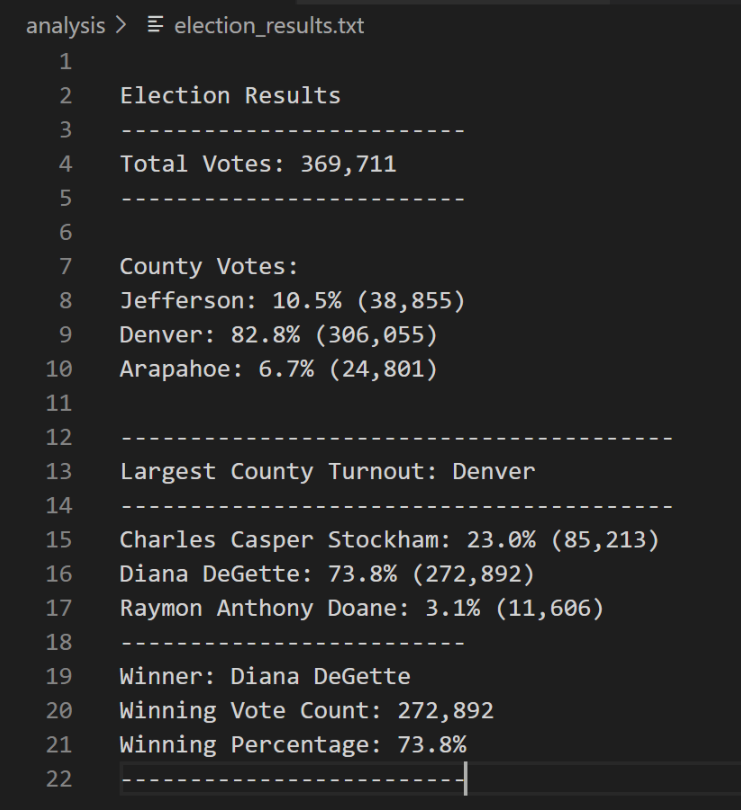 analysis > election_results.txt
1
2 Election Results
3 -------------------------
4 Total Votes: 369,711
5 -------------------------
6
7 County Votes:
8 Jefferson: 10.5% (38,855)
9 Denver: 82.8% (306,055)
10 Arapahoe: 6.7% (24,801)
11
12 ----------------------------------------
13 Largest County Turnout: Denver
14 ----------------------------------------
15 Charles Casper Stockham: 23.0% (85,213)
16 Diana DeGette: 73.8% (272,892)
17 Raymon Anthony Doane: 3.1% (11,606)
18 -------------------------
19 Winner: Diana DeGette
20 Winning Vote Count: 272,892
21 Winning Percentage: 73.8%
22 -------------------------